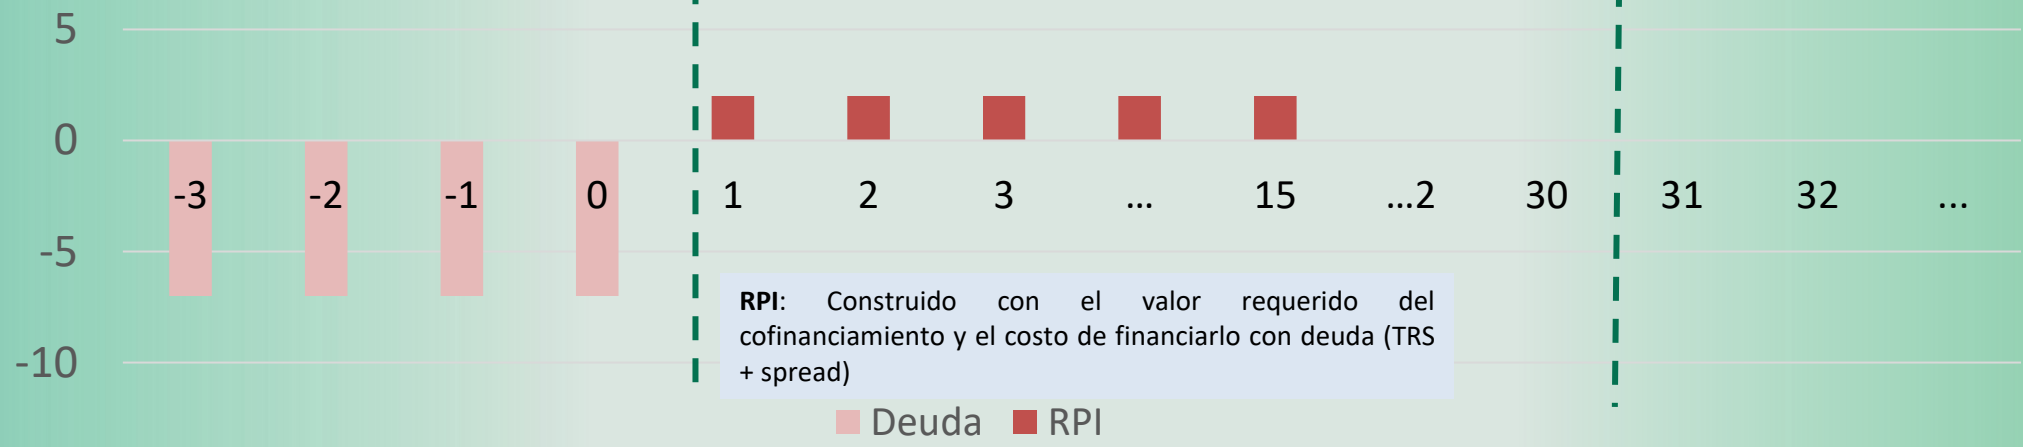 5
0
-3 -2 -1 0 1 2 3 ... 15 ...2 30 31 32 ...
-5
RPI: Construido con el valor requerido del
cofinanciamiento y el costo de financiarlo con deuda (TRS
+ spread)
-10
Deuda RPI